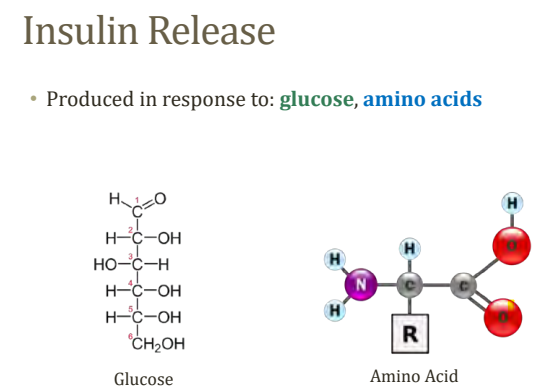 Insulin Release
• Produced in response to: glucose, amino acids
H 1 O
C
2
H-C-OH
3
HO-C-H
4
H-C-OH
5
H-C-OH
6
CH₂OH
Glucose
H
H H O
N C C
H O
R
Amino Acid